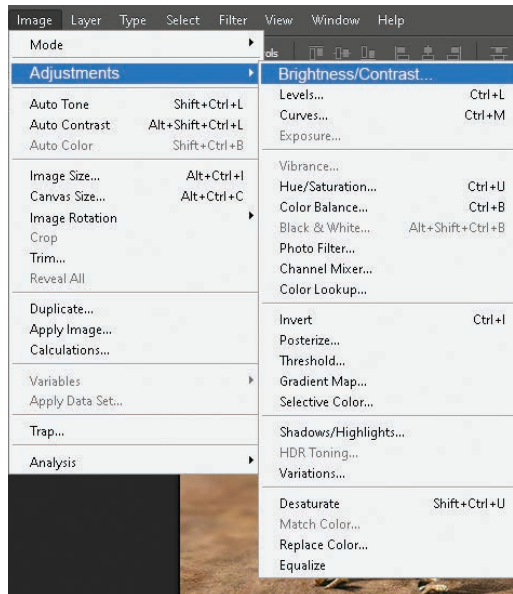 Image Layer Type Select Filter View Window Help
ols
Mode
Adjustments
Auto Tone Shift+Ctrl+L
Auto Contrast Alt+Shift+Ctrl+L
Auto Color Shift+Ctrl+B
Image Size... Alt+Ctrl+I
Canvas Size... Alt+Ctrl+C
Image Rotation
Crop
Trim...
Reveal All
Duplicate...
Apply Image...
Calculations...
Variables
Apply Data Set...
Trap...
Analysis
Brightness/Contrast...
Levels... Ctrl+L
Curves... Ctrl+M
Exposure...
Vibrance...
Hue/Saturation... Ctrl+U
Color Balance... Ctrl+B
Black & White... Alt+Shift+Ctrl+B
Photo Filter...
Channel Mixer...
Color Lookup...
Invert Ctrl+I
Posterize...
Threshold...
Gradient Map...
Selective Color...
Shadows/Highlights...
HDR Toning...
Variations...
Desaturate Shift+Ctrl+U
Match Color...
Replace Color...
Equalize